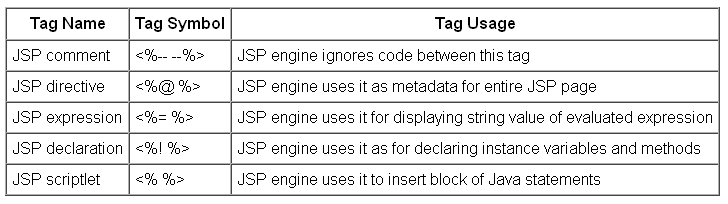 Tag Name Tag Symbol Tag Usage
JSP comment <%-- --%> JSP engine ignores code between this tag
JSP directive <%@ %> JSP engine uses it as metadata for entire JSP page
JSP expression <%= %> JSP engine uses it for displaying string value of evaluated expression
JSP declaration <%! %> JSP engine uses it as for declaring instance variables and methods
JSP scriptlet <% %> JSP engine uses it to insert block of Java statements